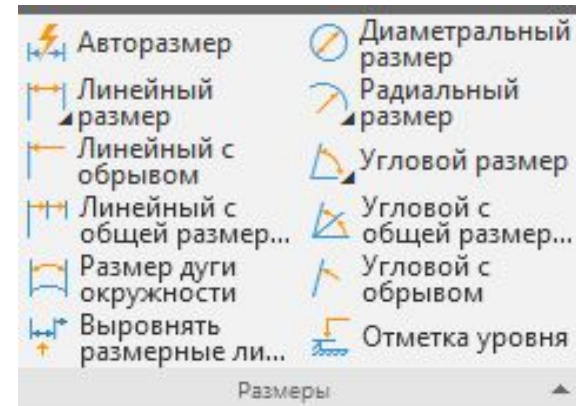 Авторазмер
Линейный
размер
Линейный с
обрывом
Линейный с
общей размер...
Размер дуги
окружности
Выровнять
размерные ли...
Диаметральный
размер
Радиальный
размер
Угловой размер
Угловой с
общей размер...
Угловой с
обрывом
Отметка уровня
Размеры